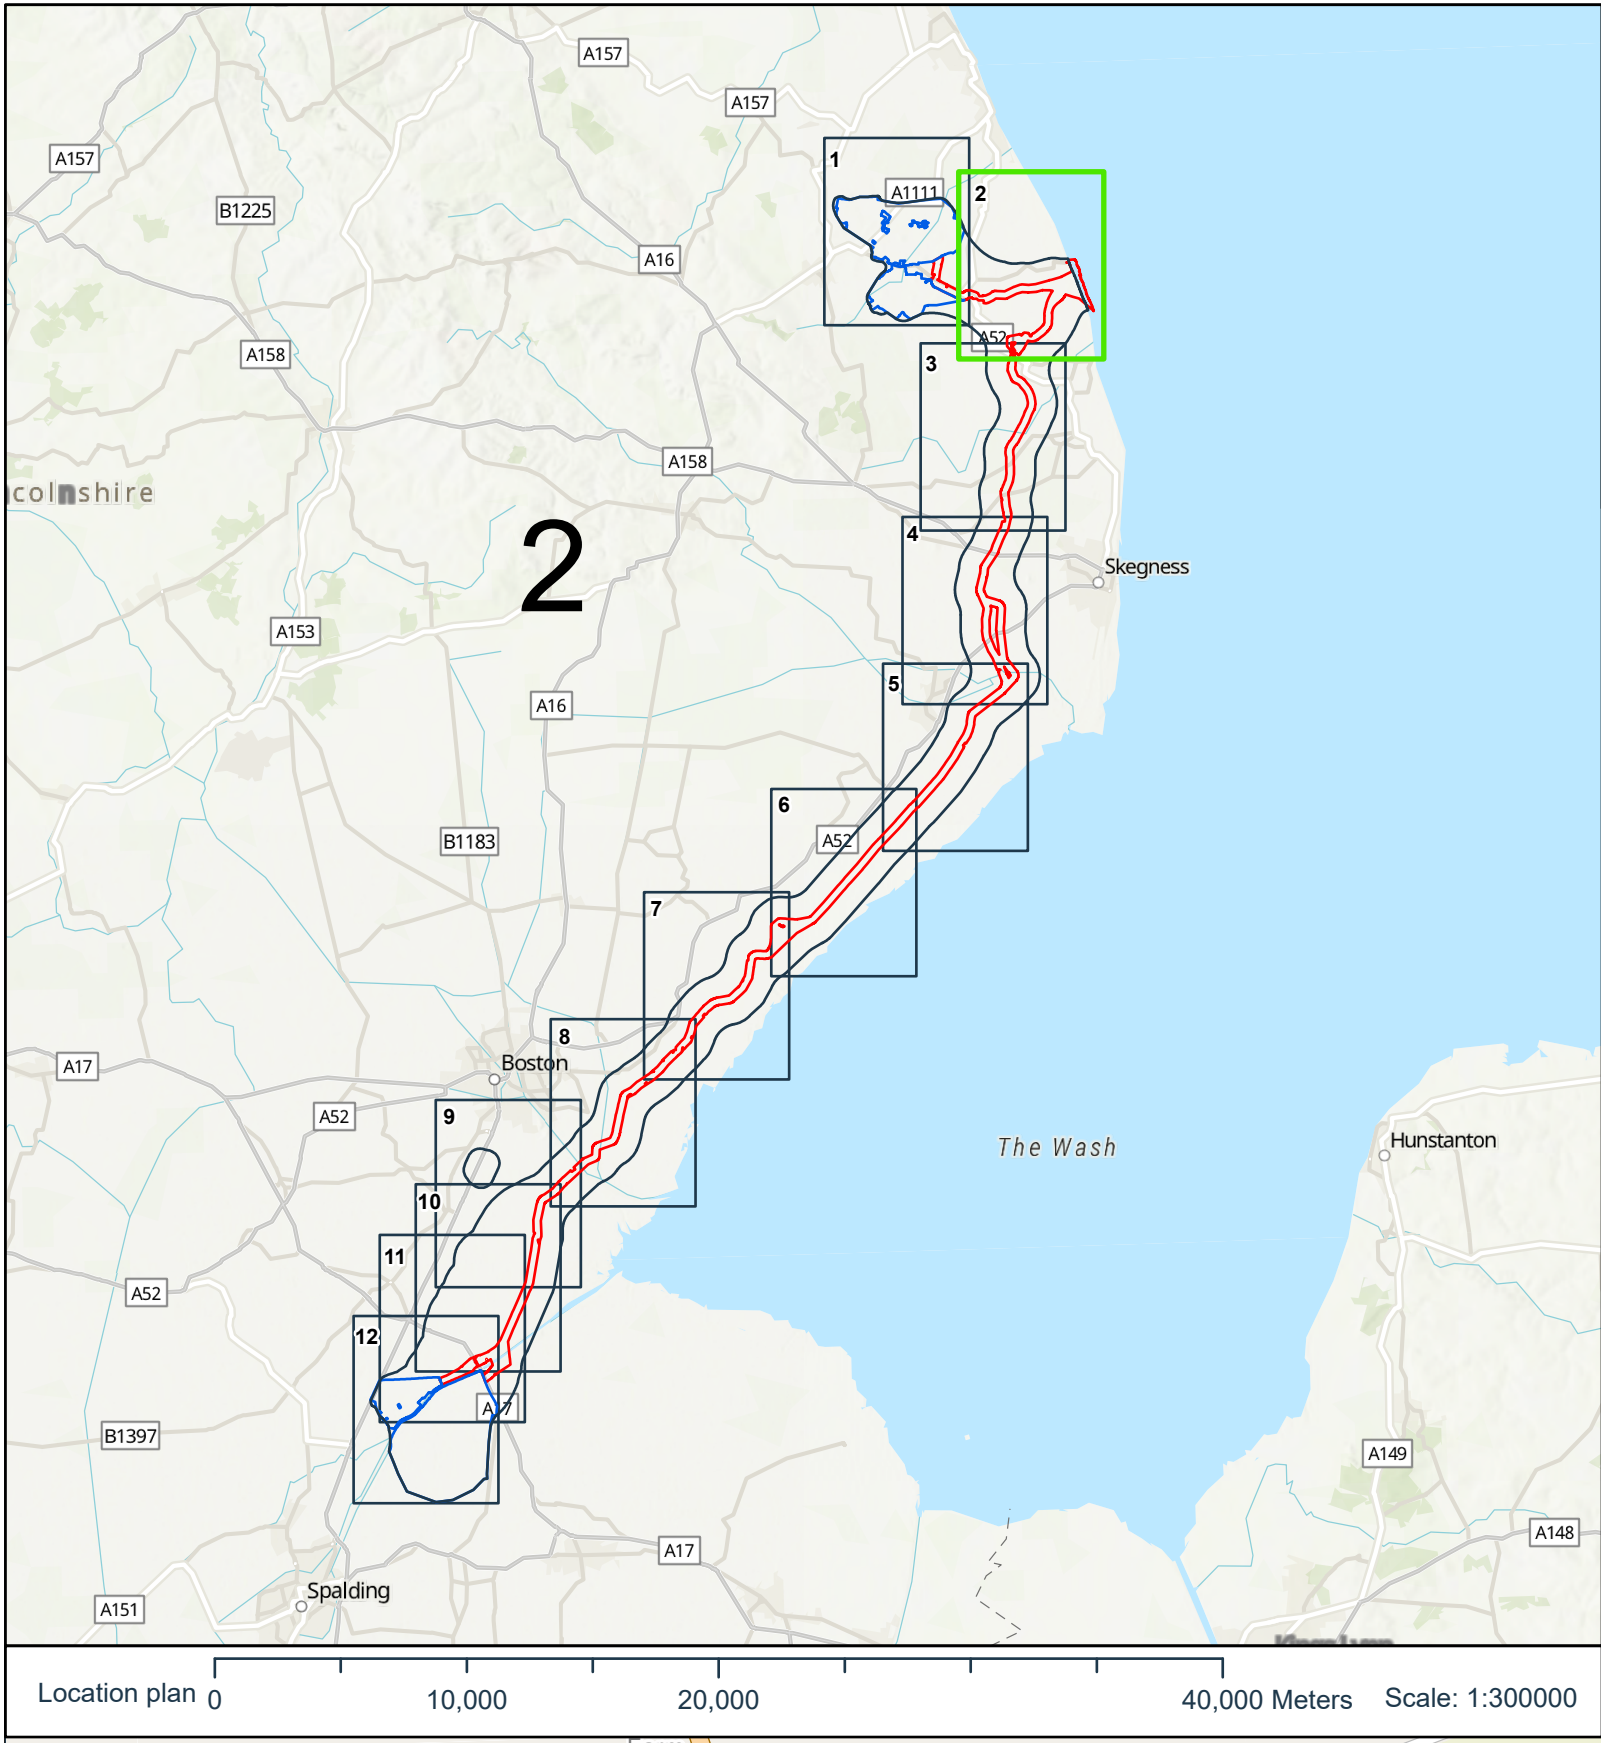 A157
A157
A157
1
A1111
2
B1225
A16
A52
A158
3
A158
colnshire
2
4
Skegness
A153
5
A16
6
B1183
A52
7
8
Boston
A17
A52
9
The Wash
Hunstanton
10
11
A52
12
A 7
B1397
A149
A148
A17
Spalding
A151
Location plan 0 10,000 20,000 40,000 Meters Scale: 1:300000